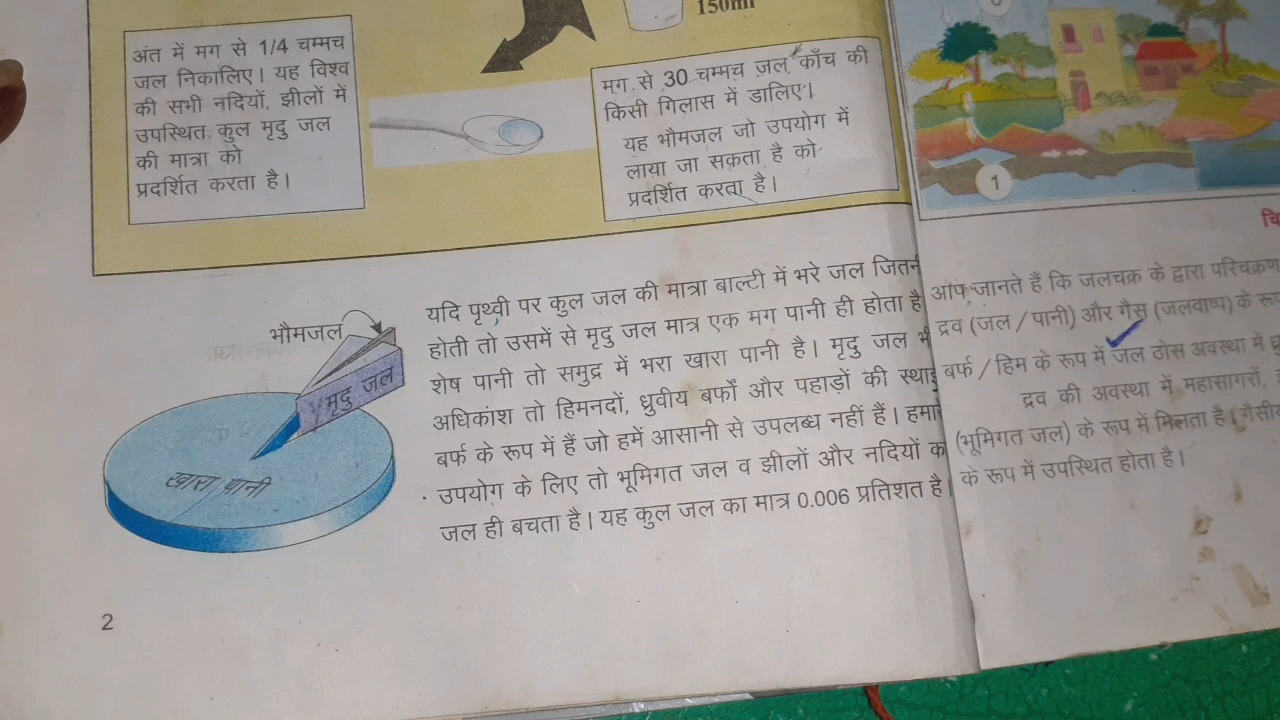 150ml
अंत में मग से 1/4 चम्मच
जल निकालिए। यह विश्व
की सभी नदियों, झीलों में
उपस्थित कुल मृदु जल
की मात्रा को
प्रदर्शित करता है।
मग से 30 चम्मच जल काँच की
किसी गिलास में डालिए।
यह भौमजल जो उपयोग में
लाया जा सकता है को
प्रदर्शित करता है।
भौमजल
मृदु जल
खारा पानी
यदि पृथ्वी पर कुल जल की मात्रा बाल्टी में भरे जल जितनी
होती तो उसमें से मृदु जल मात्र एक मग पानी ही होता है
शेष पानी तो समुद्र में भरा खारा पानी है। मृदु जल भी
अधिकांश तो हिमनदों, ध्रुवीय बर्फों और पहाड़ों की स्थाई
बर्फ के रूप में हैं जो हमें आसानी से उपलब्ध नहीं हैं। हमारे
उपयोग के लिए तो भूमिगत जल व झीलों और नदियों का
जल ही बचता है। यह कुल जल का मात्र 0.006 प्रतिशत है।
2
1
आप जानते हैं कि जलचक्र के द्वारा परिचक्रण
द्रव (जल / पानी) और गैस (जलवाष्प) के रूप
बर्फ / हिम के रूप में जल ठोस अवस्था में
द्रव की अवस्था में महासागरों,
(भूमिगत जल) के रूप में मिलता है। गैसीय
के रूप में उपस्थित होता है।